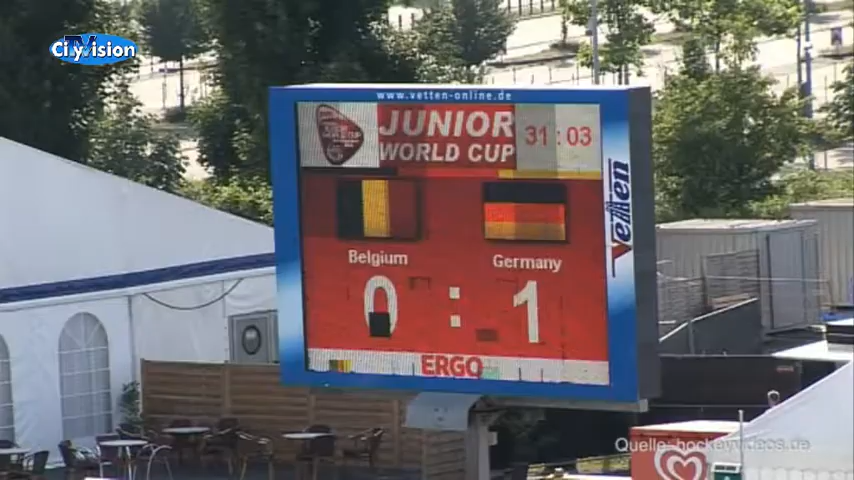 Cityvision
www.vetten-online.de
JUNIOR
WORLD CUP
31:03
vetten
Belgium
Germany
0 : 1
ERGO
Quelle: hockeyvideos.de